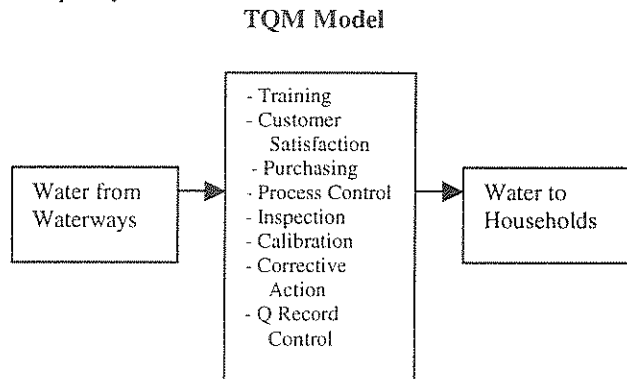 TQM Model
- Training
- Customer
Satisfaction
- Purchasing
- Process Control
- Inspection
- Calibration
- Corrective
Action
- Q Record
Control
Water from
Waterways
Water to
Households